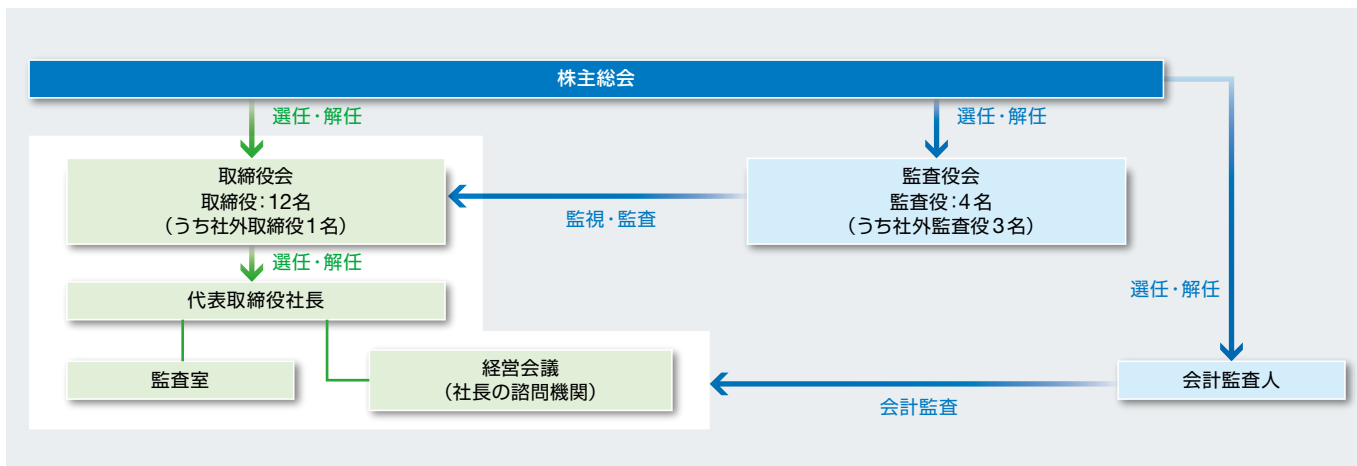 株主総会
選任・解任
選任・解任
取締役会
取締役：12名
（うち社外取締役1名）
監査役会
監査役：4名
（うち社外監査役3名）
監視・監査
選任・解任
代表取締役社長
選任・解任
監査室
経営会議
（社長の諮問機関）
会計監査
会計監査人